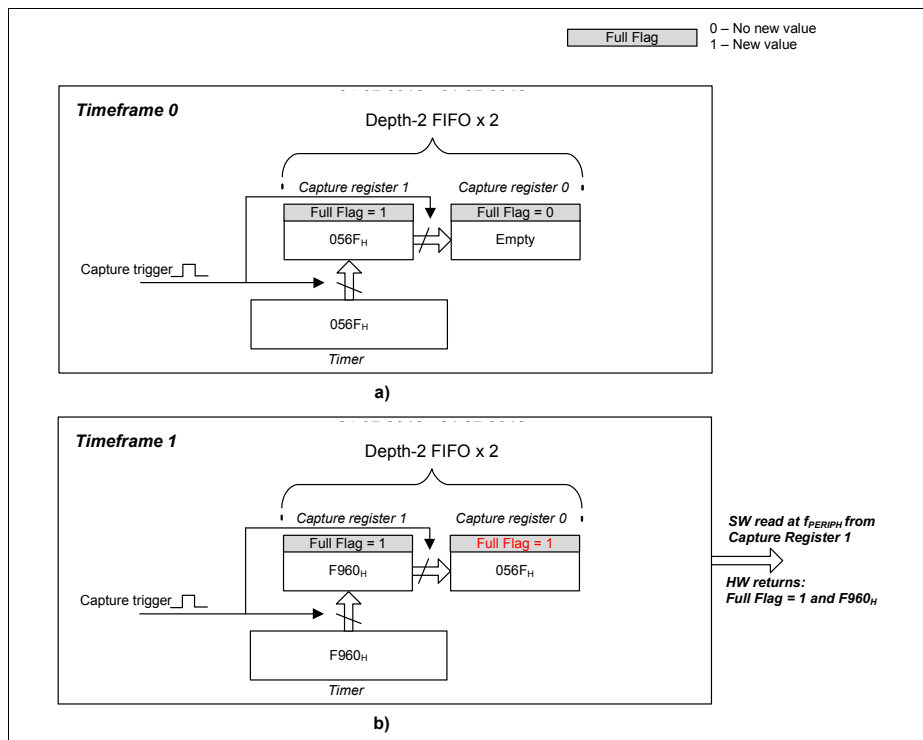 Full Flag
0 – No new value
1 – New value
Timeframe 0
Depth-2 FIFO x 2
Capture register 1
Capture register 0
Full Flag = 1
Full Flag = 0
056FH
Empty
Capture trigger
056FH
Timer
a)
Timeframe 1
Depth-2 FIFO x 2
Capture register 1
Capture register 0
Full Flag = 1
Full Flag = 1
F960H
056FH
Capture trigger
F960H
Timer
b)
SW read at fPERIPH from
Capture Register 1
HW returns:
Full Flag = 1 and F960H